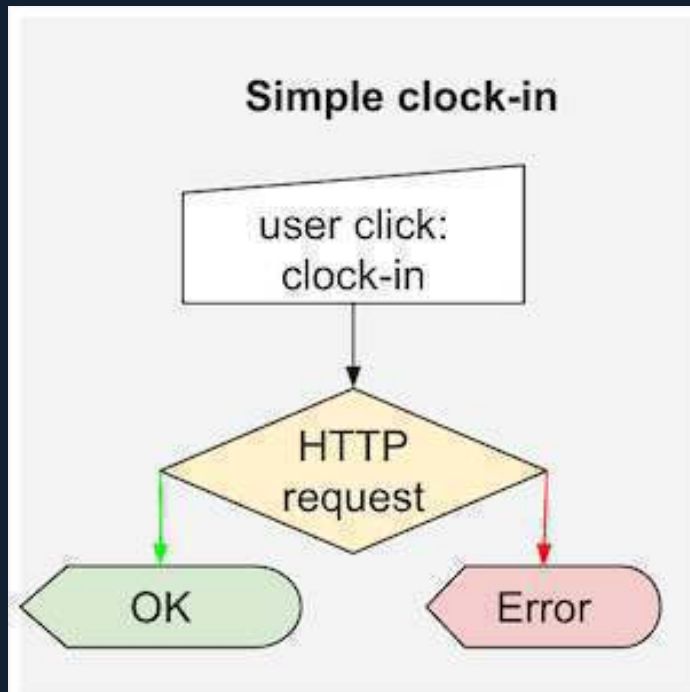 Simple clock-in
user click:
clock-in
HTTP
request
OK
Error